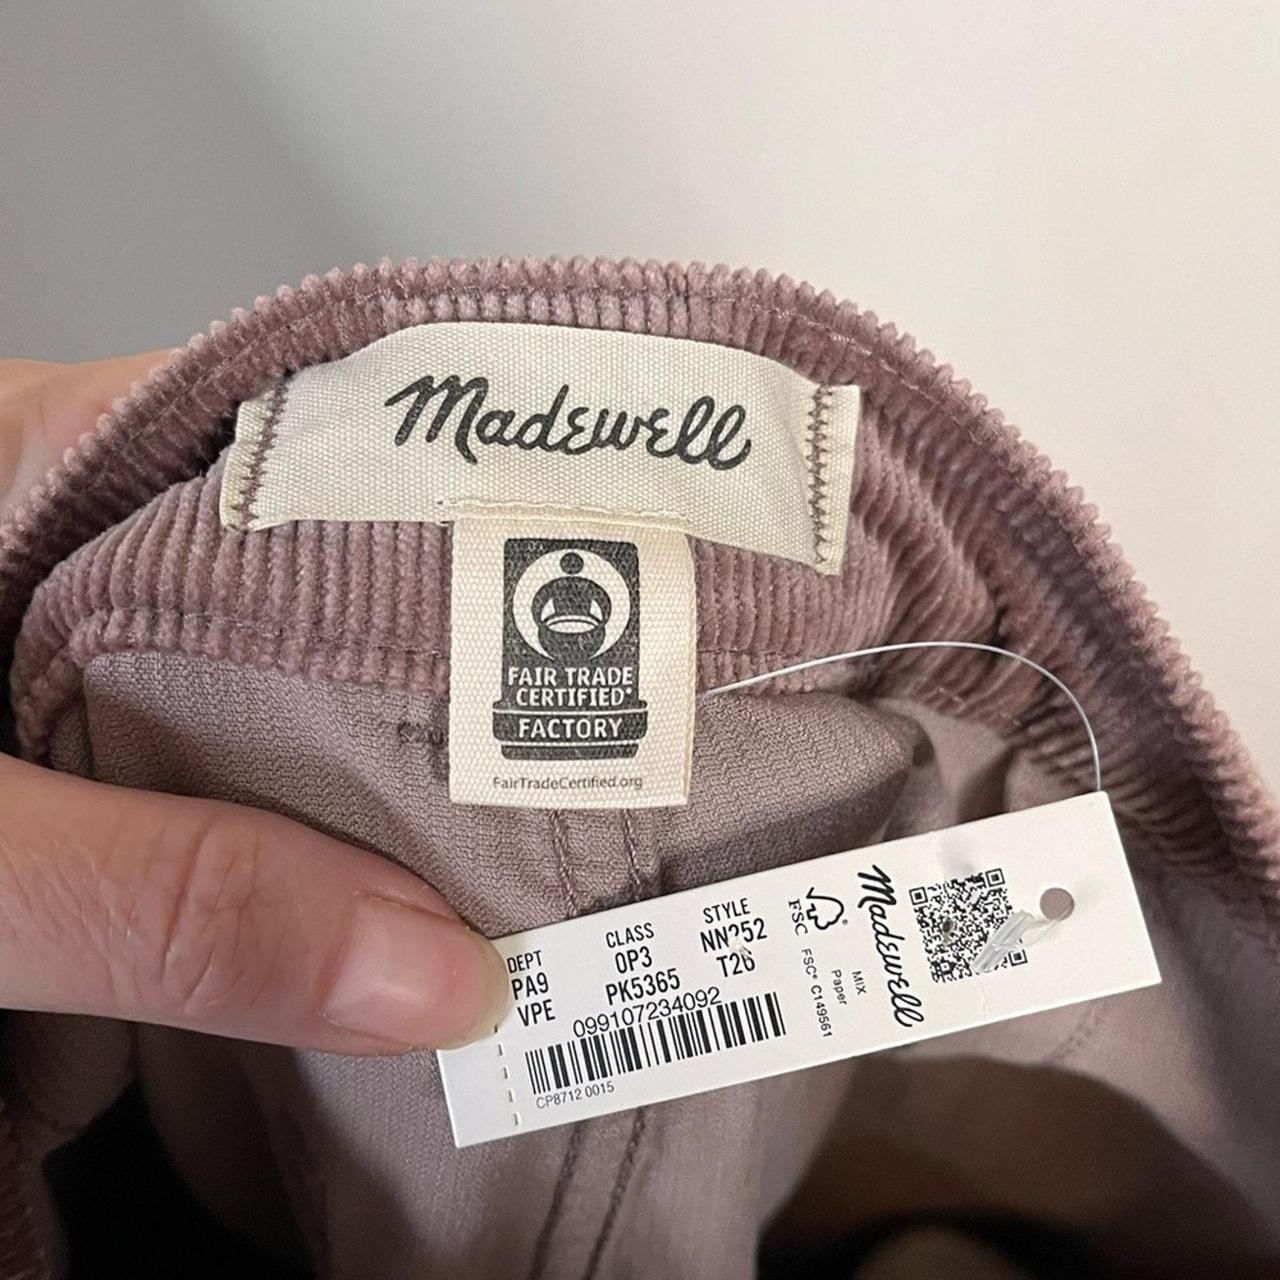 Madewell
FAIR TRADE
CERTIFIED
FACTORY
FairTradeCertified.org
DEPT
PA9
VPE
CLASS
0P3
PK5365
STYLE
T26
099107234092
CP8712 0015
FSC
®
MIX
Paper
FSC® C149561
Madewell